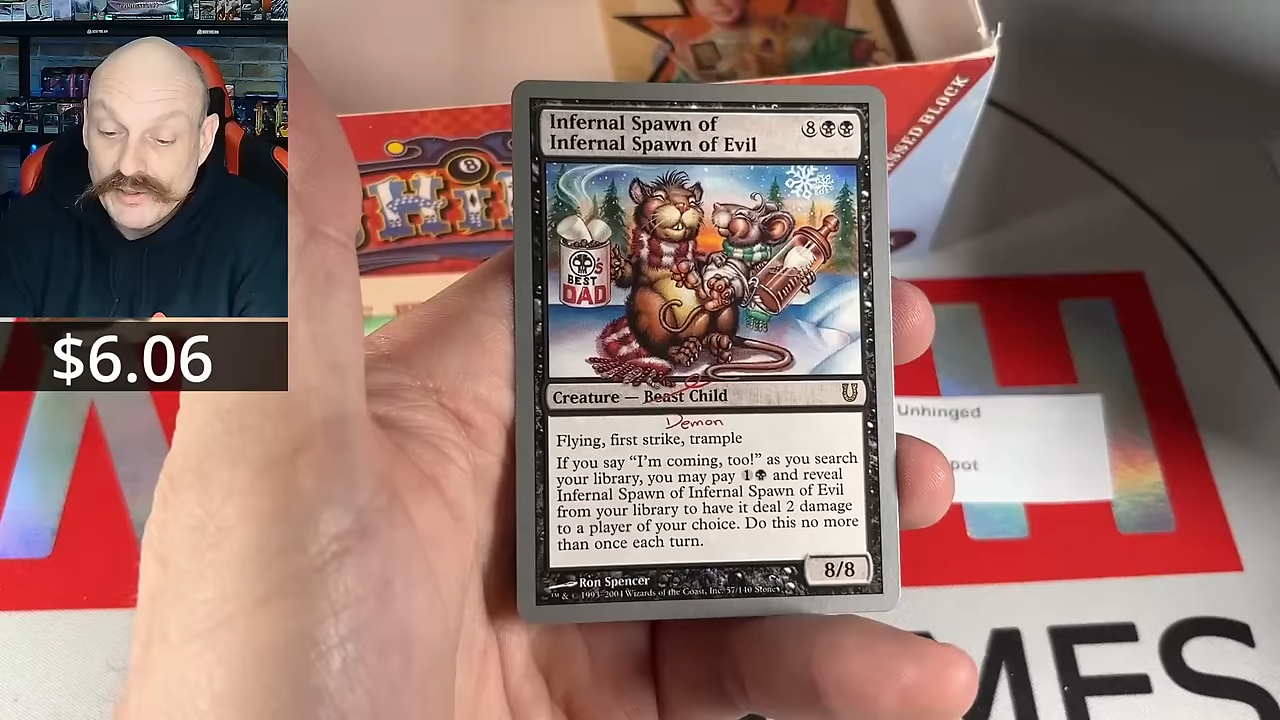 $6.06
SSED BLOCK
Infernal Spawn of
Infernal Spawn of Evil
8
8
'S
BEST
DAD
Creature — Beast Child
Demon
Flying, first strike, trample
If you say “I’m coming, too!” as you search
your library, you may pay 1 and reveal
Infernal Spawn of Infernal Spawn of Evil
from your library to have it deal 2 damage
to a player of your choice. Do this no more
than once each turn.
8/8
Ron Spencer
™ & © 1993–2004 Wizards of the Coast, Inc. 57/140
Unhinged
pot